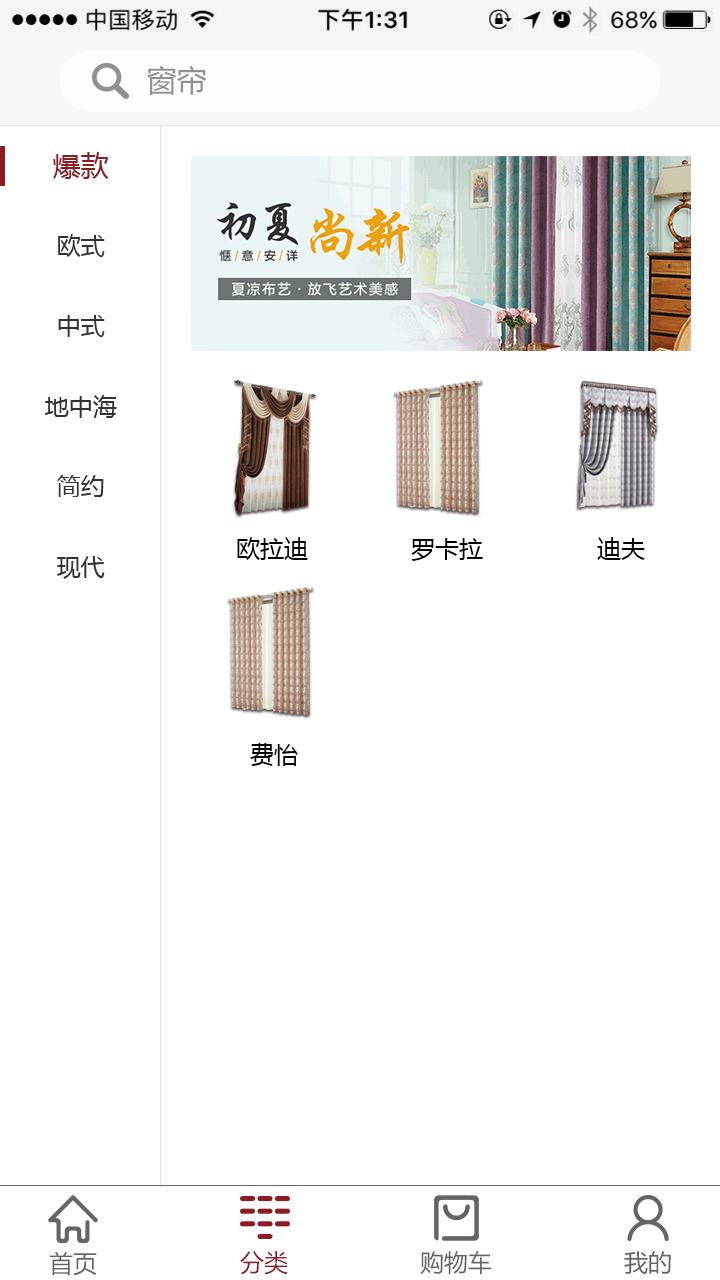 中国移动 下午1:31 68%
窗帘
爆款
欧式
中式
地中海
简约
现代
初夏 尚新
惬/意/安/详
夏凉布艺·放飞艺术美感
欧拉迪 罗卡拉 迪夫
费怡
首页 分类 购物车 我的